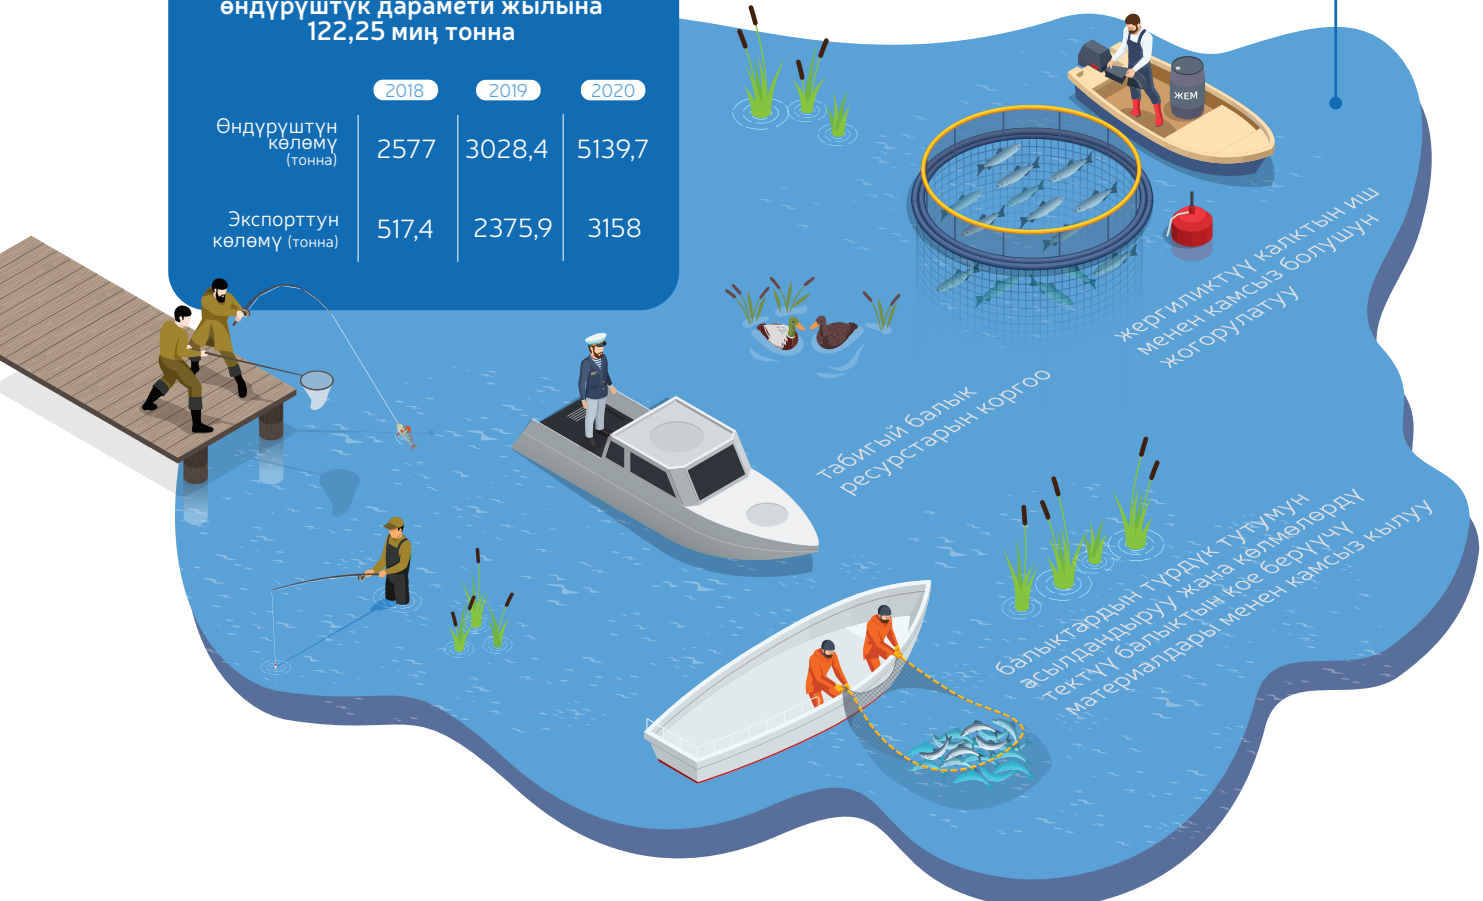 өндүрүштүк дарамети жылына
122,25 миң тонна
2018 2019 2020
Өндүрүштүн
көлөмү
(тонна)
2577 3028,4 5139,7
Экспорттун
көлөмү (тонна)
517,4 2375,9 3158
ЖЕМ
жергиликтүү калктын иш
менен камсыз болушун
жогорулатуу
табигый балык
ресурстарын коргоо
балыктардын түрдүк тутумун
асылдандыруу жана көлмөлөрдү
тектүү балыктын кое берүүчү
материалдары менен камсыз кылуу